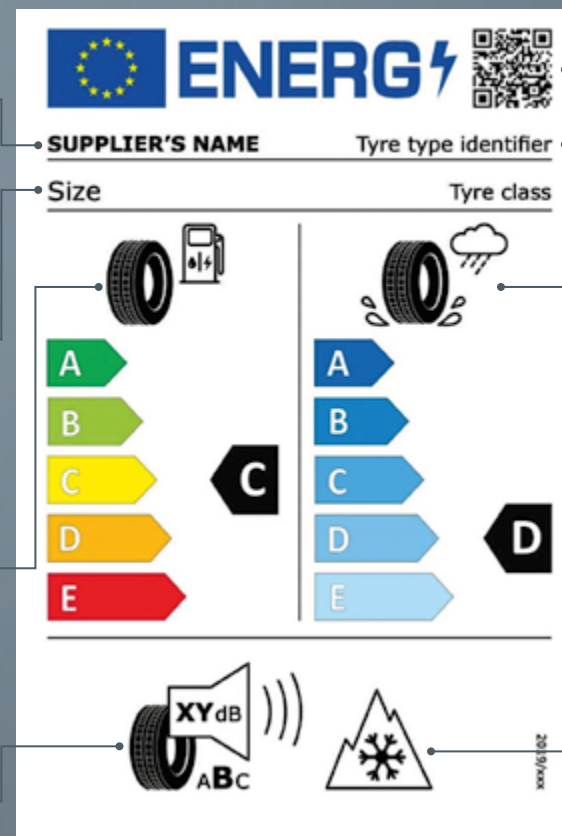 ENERG
SUPPLIER'S NAME Tyre type identifier
Size Tyre class
A A
B B
C C C
D D D
E E
XYdB
ABC
2019/xxx